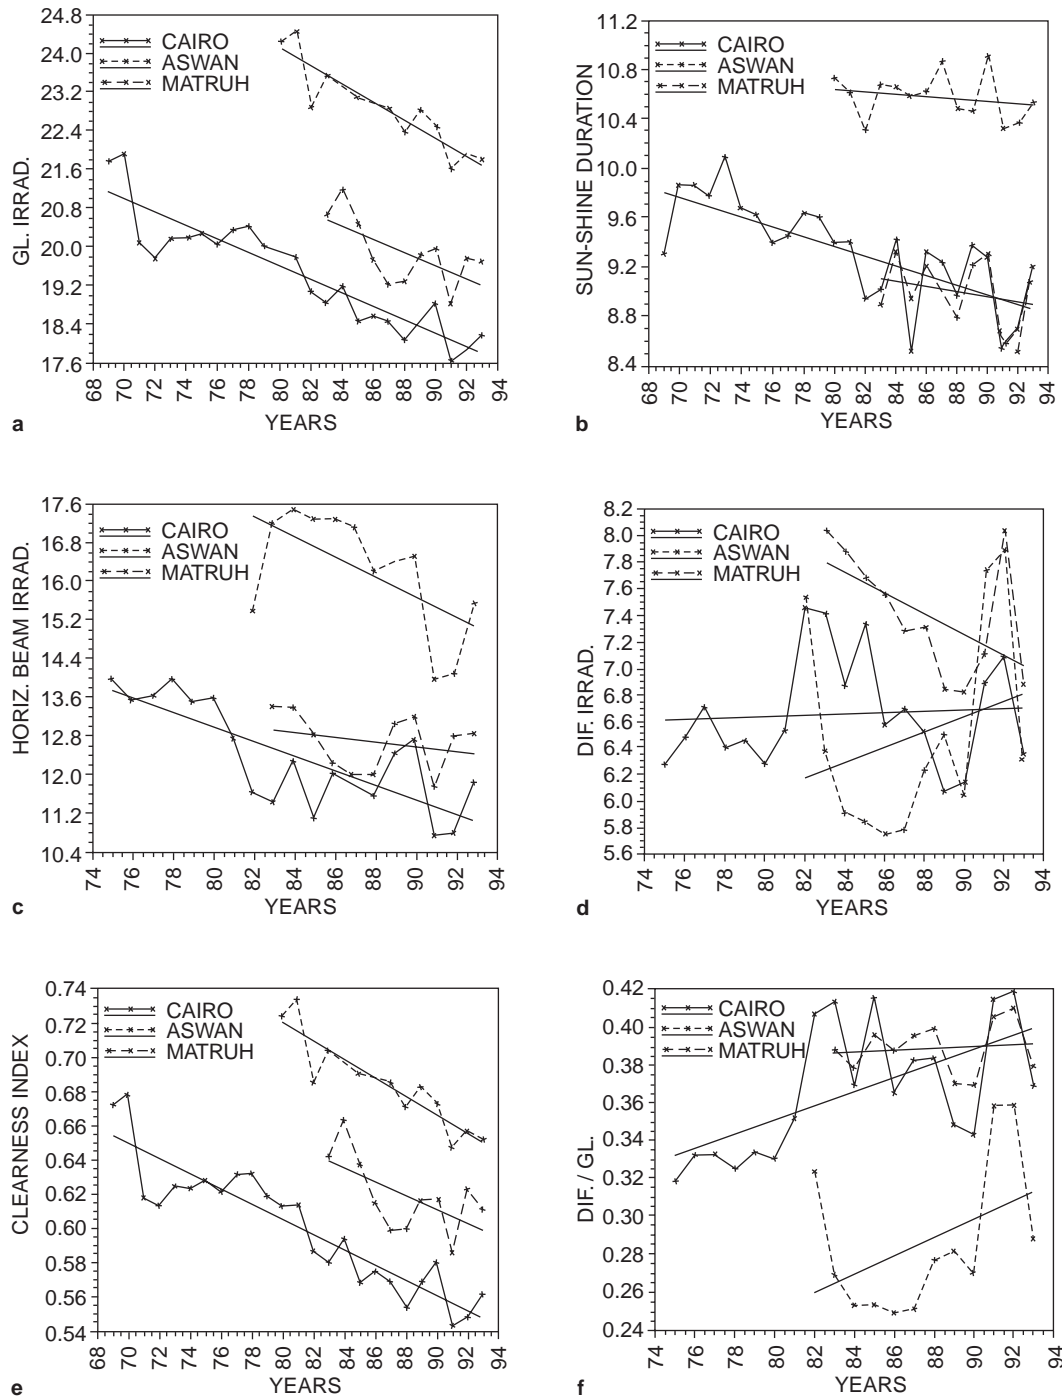 GL. IRRAD.
24.8
24.0
23.2
22.4
21.6
20.8
20.0
19.2
18.4
17.6
CAIRO
ASWAN
MATRUH
68 70 72 74 76 78 80 82 84 86 88 90 92 94
YEARS
a
SUN-SHINE DURATION
11.2
10.8
10.4
10.0
9.6
9.2
8.8
8.4
CAIRO
ASWAN
MATRUH
68 70 72 74 76 78 80 82 84 86 88 90 92 94
YEARS
b
HORIZ. BEAM IRRAD.
17.6
16.8
16.0
15.2
14.4
13.6
12.8
12.0
11.2
10.4
CAIRO
ASWAN
MATRUH
74 76 78 80 82 84 86 88 90 92 94
YEARS
c
DIF. IRRAD.
8.2
8.0
7.8
7.4
7.2
7.0
6.8
6.6
6.4
6.2
6.0
5.8
5.6
CAIRO
ASWAN
MATRUH
74 76 78 80 82 84 86 88 90 92 94
YEARS
d
CLEARNESS INDEX
0.74
0.72
0.70
0.68
0.66
0.64
0.62
0.60
0.58
0.56
0.54
CAIRO
ASWAN
MATRUH
68 70 72 74 76 78 80 82 84 86 88 90 92 94
YEARS
e
DIF. / GL.
0.42
0.40
0.38
0.36
0.34
0.32
0.30
0.28
0.26
0.24
CAIRO
ASWAN
MATRUH
74 76 78 80 82 84 86 88 90 92 94
YEARS
f